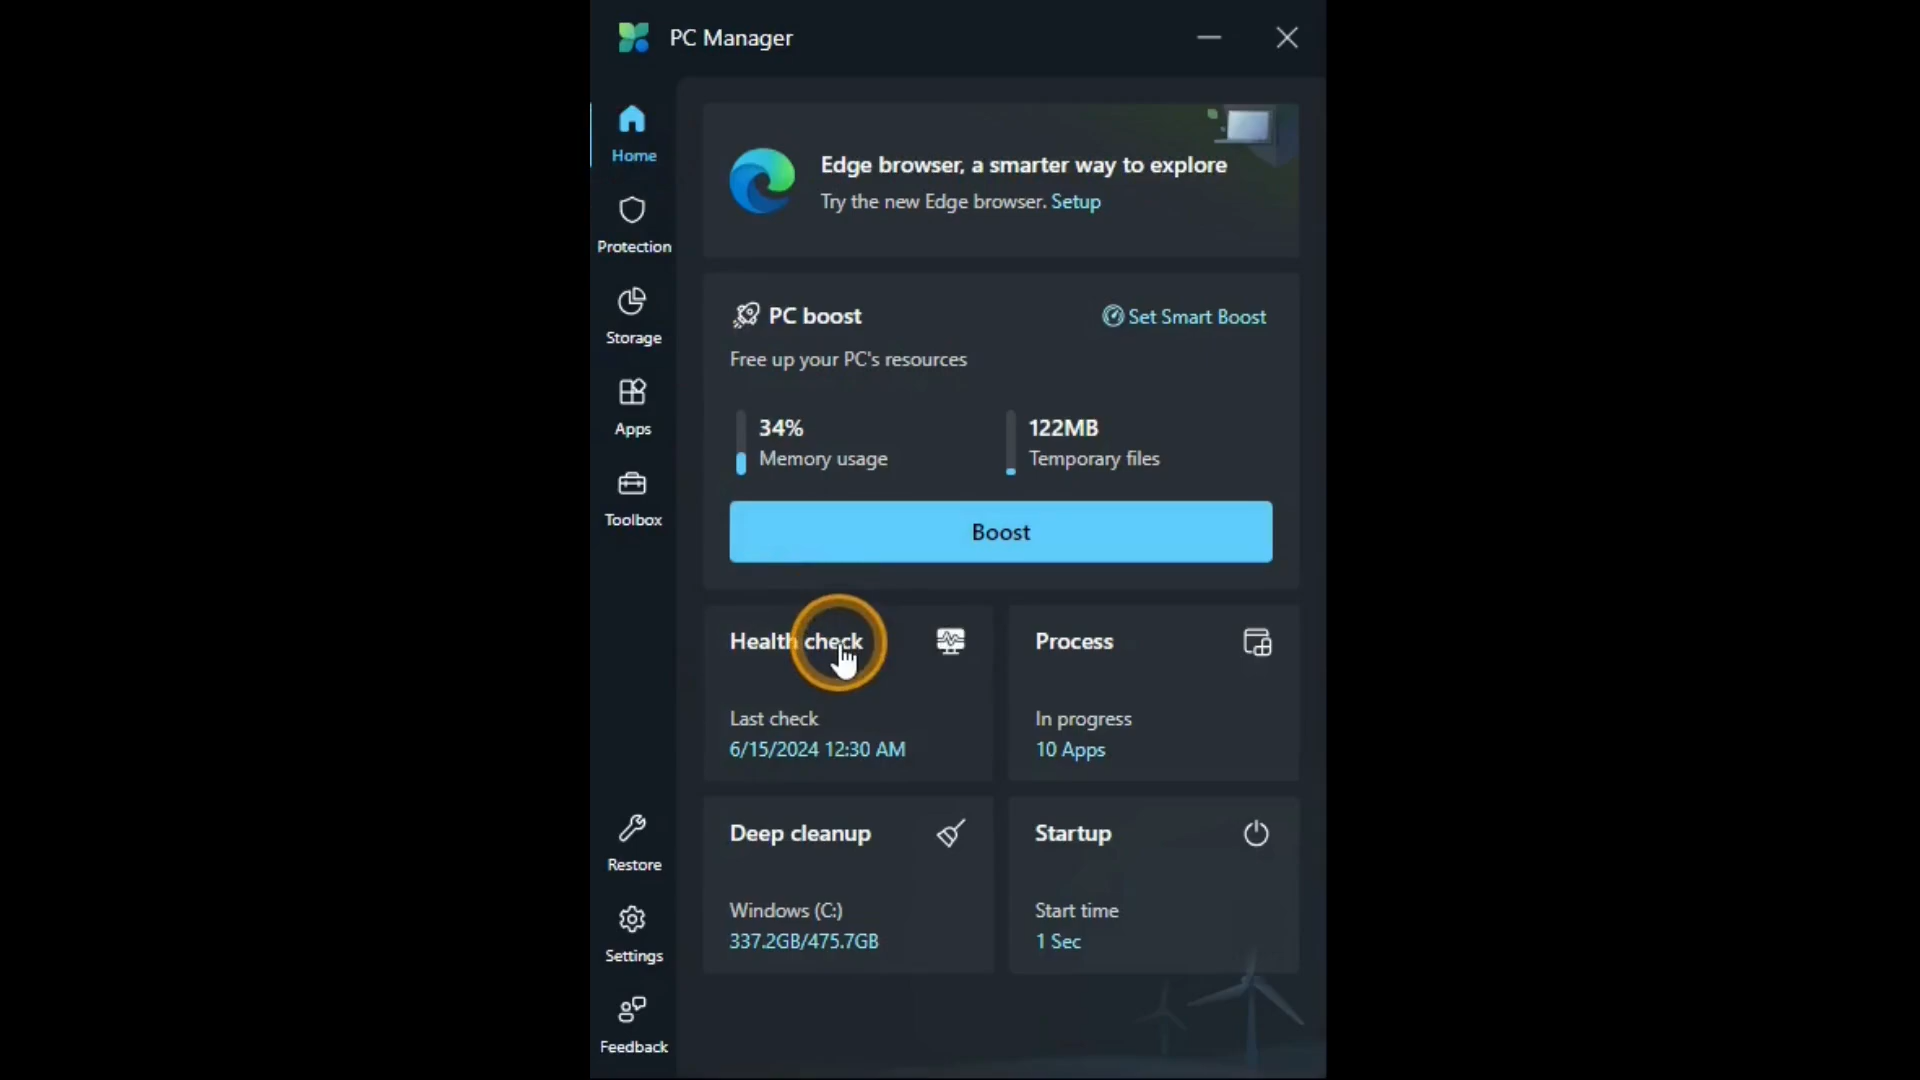 PC Manager
Home
Protection
Storage
Apps
Toolbox
Restore
Settings
Feedback
Edge browser, a smarter way to explore
Try the new Edge browser. Setup
PC boost
Set Smart Boost
Free up your PC's resources
34%
Memory usage
122MB
Temporary files
Boost
Health check
Last check
6/15/2024 12:30 AM
Process
In progress
10 Apps
Deep cleanup
Windows (C:)
337.2GB/475.7GB
Startup
Start time
1 Sec